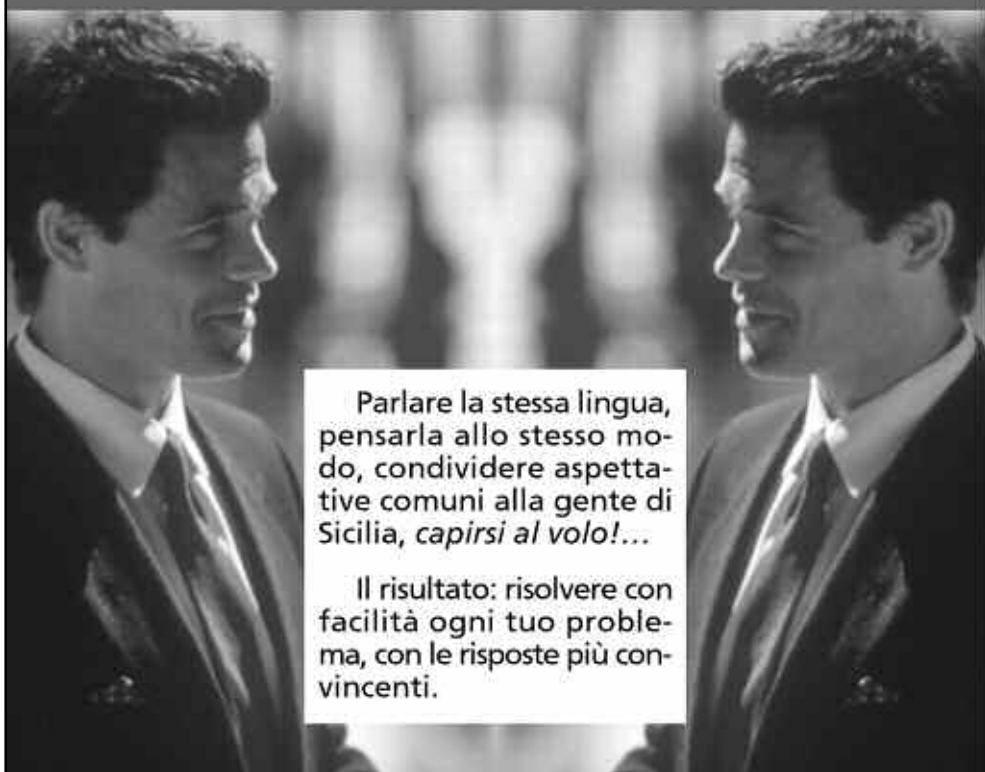 Parlare la stessa lingua,
pensarla allo stesso mo-
do, condividere aspetta-
tive comuni alla gente di
Sicilia, capirsi al volo!...
Il risultato: risolvere con
facilità ogni tuo proble-
ma, con le risposte più con-
vincenti.